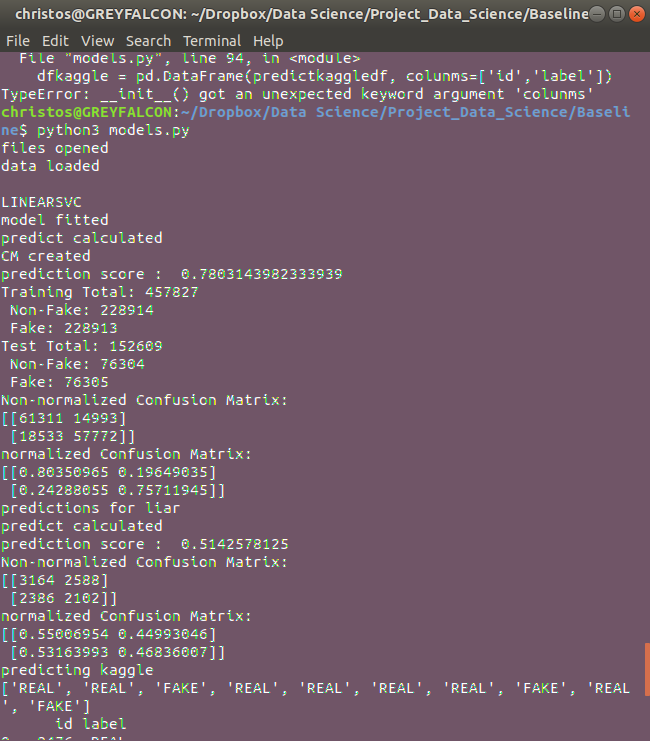 christos@GREYFALCON: ~/Dropbox/Data Science/Project_Data_Science/Baseline
File Edit View Search Terminal Help
  File "models.py", line 94, in <module>
    dfkaggle = pd.DataFrame(predictkaggledf, colunms=['id','label'])
TypeError: __init__() got an unexpected keyword argument 'colunms'
christos@GREYFALCON:~/Dropbox/Data Science/Project_Data_Science/Baseli
ne$ python3 models.py
files opened
data loaded

LINEARSVC
model fitted
predict calculated
CM created
prediction score :  0.7803143982333939
Training Total: 457827
 Non-Fake: 228914
 Fake: 228913
Test Total: 152609
 Non-Fake: 76304
 Fake: 76305
Non-normalized Confusion Matrix:
[[61311 14993]
 [18533 57772]]
normalized Confusion Matrix:
[[0.80350965 0.19649035]
 [0.24288055 0.75711945]]
predictions for liar
predict calculated
prediction score :  0.5142578125
Non-normalized Confusion Matrix:
[[3164 2588]
 [2386 2102]]
normalized Confusion Matrix:
[[0.55006954 0.44993046]
 [0.53163993 0.46836007]]
predicting kaggle
['REAL', 'REAL', 'FAKE', 'REAL', 'REAL', 'REAL', 'REAL', 'FAKE', 'REAL
', 'FAKE']
      id label